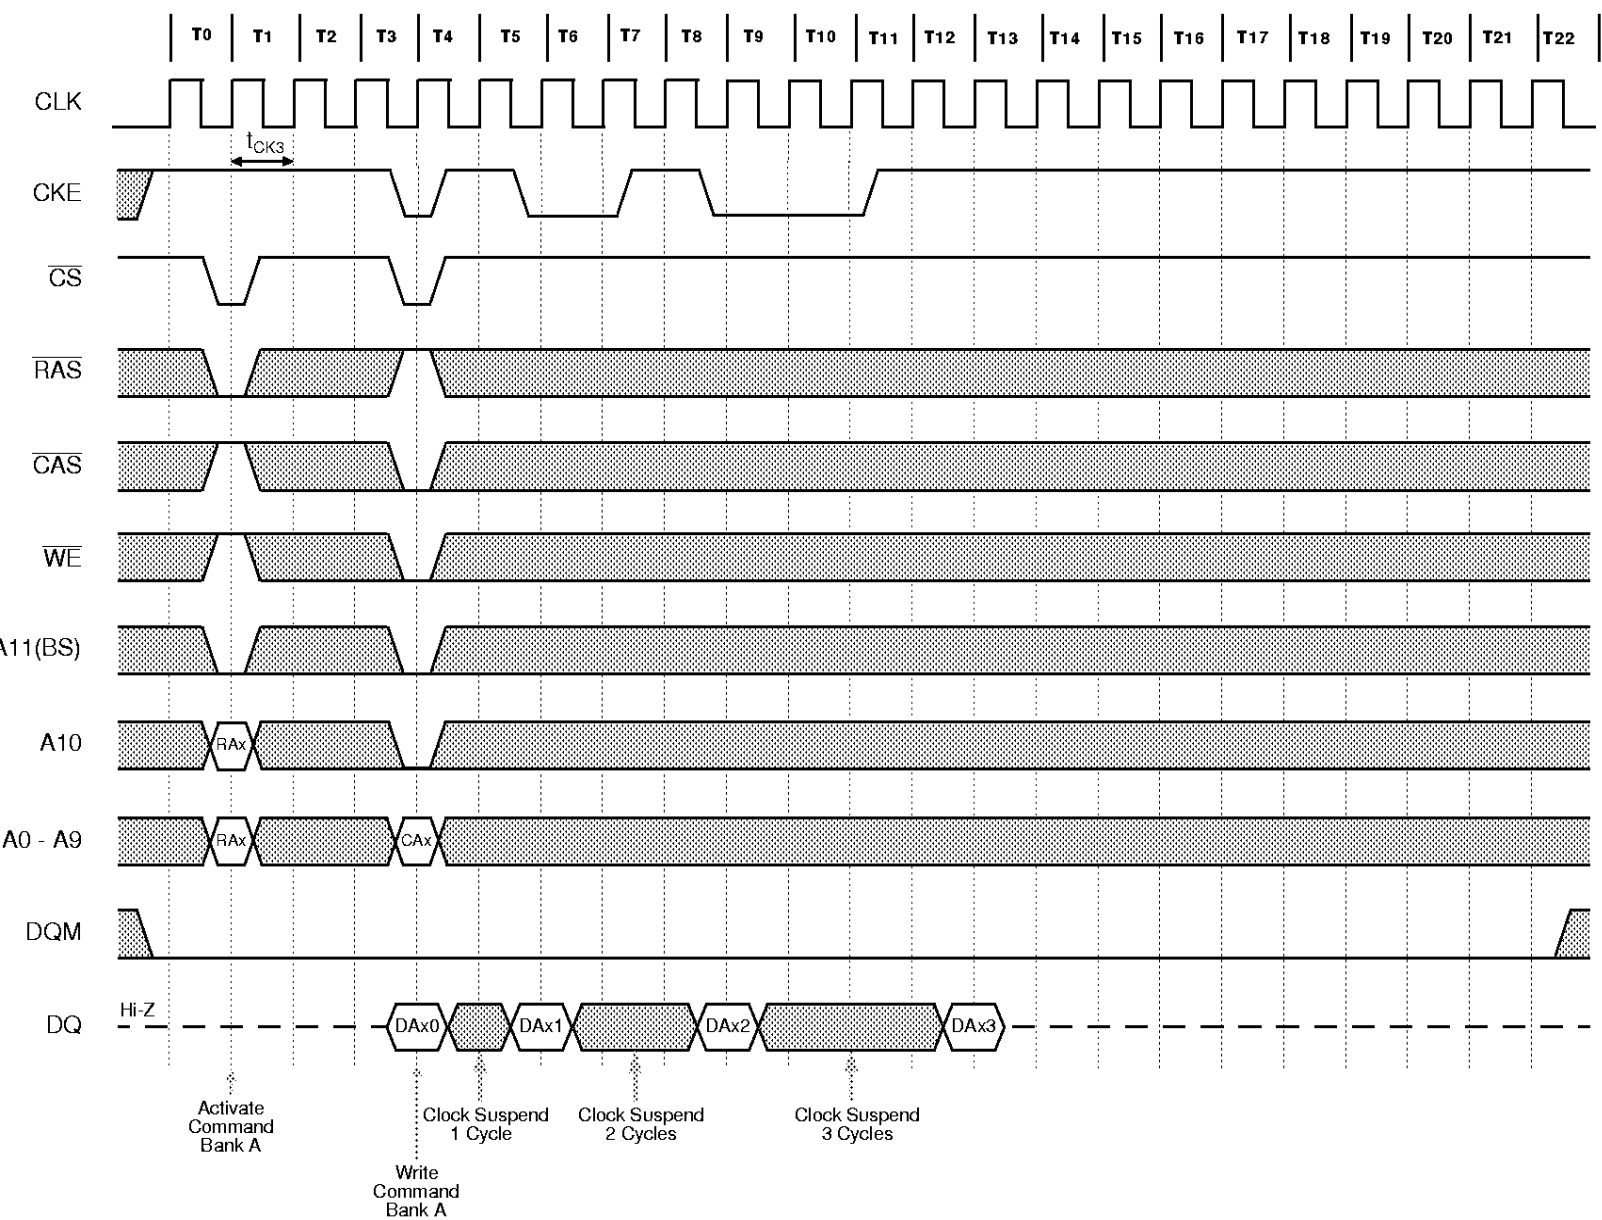 T0 T1 T2 T3 T4 T5 T6 T7 T8 T9 T10 T11 T12 T13 T14 T15 T16 T17 T18 T19 T20 T21 T22
CLK
tCK3
CKE
CS
RAS
CAS
WE
A11(BS)
A10
RAx
A0 - A9
RAx
CAx
DQM
Hi-Z
DQ
DAx0 DAx1 DAx2 DAx3
Activate
Command
Bank A
Write
Command
Bank A
Clock Suspend
1 Cycle
Clock Suspend
2 Cycles
Clock Suspend
3 Cycles